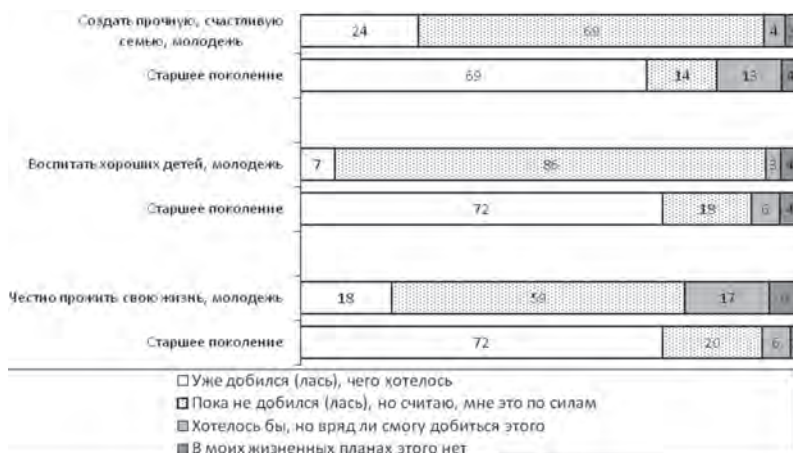 Создать прочную, счастливую
семью, молодежь
24 69 4
Старшее поколение
69 14 13 4
Воспитать хороших детей, молодежь
7 86 3 4
Старшее поколение
72 18 6 4
Честно прожить свою жизнь, молодежь
18 59 17
Старшее поколение
72 20 6
Уже добился (лась), чего хотелось
Пока не добился (лась), но считаю, мне это по силам
Хотелось бы, но вряд ли смогу добиться этого
В моих жизненных планах этого нет